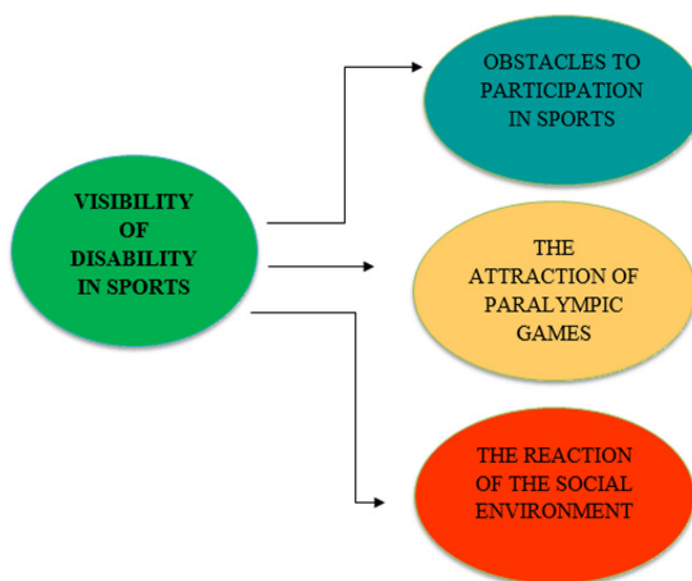 VISIBILITY
OF
DISABILITY
IN SPORTS
OBSTACLES TO
PARTICIPATION
IN SPORTS
THE
ATTRACTION OF
PARALYMPIC
GAMES
THE REACTION
OF THE SOCIAL
ENVIRONMENT